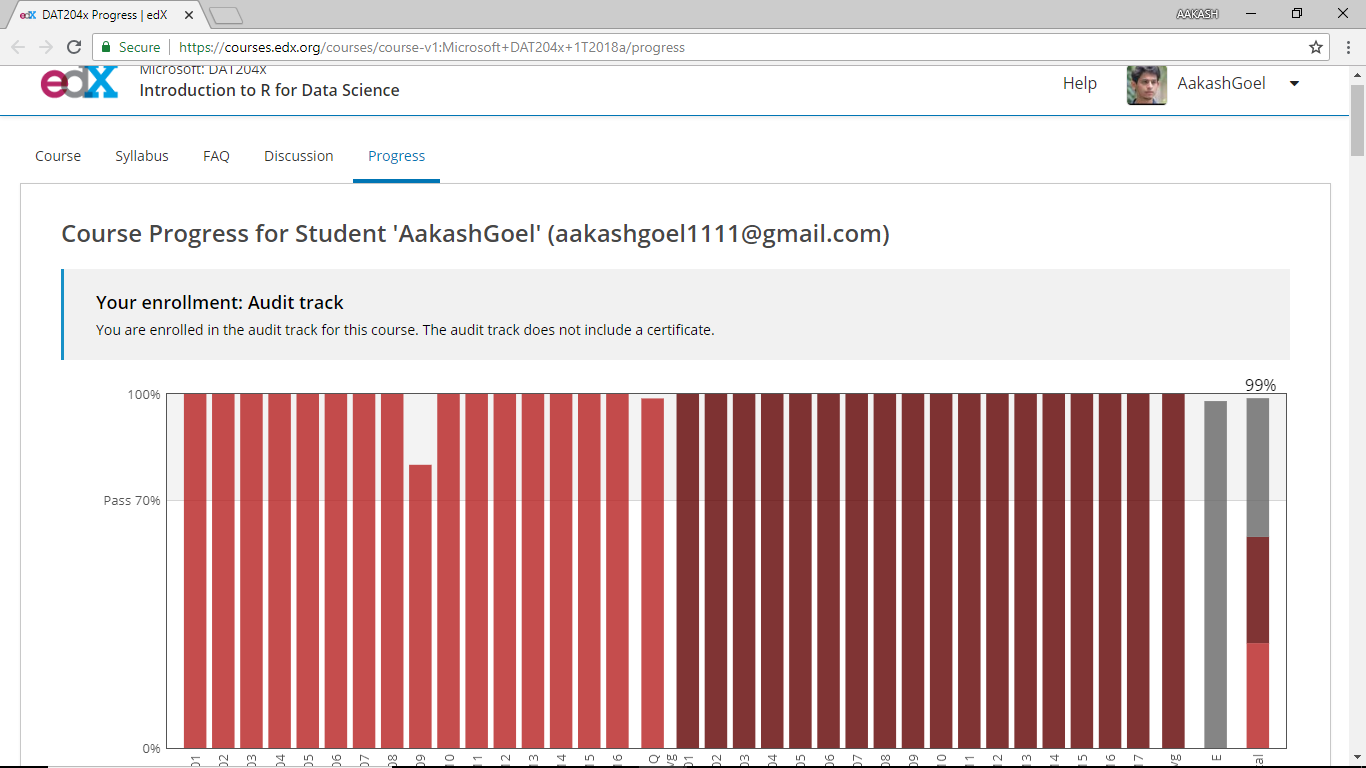 edX DAT204x Progress | edX
AAKASH
Secure https://courses.edx.org/courses/course-v1:Microsoft+DAT204x+1T2018a/progress
edX
Microsoft: DAT204x
Introduction to R for Data Science
Help AakashGoel
Course Syllabus FAQ Discussion Progress
Course Progress for Student 'AakashGoel' (aakashgoel1111@gmail.com)
Your enrollment: Audit track
You are enrolled in the audit track for this course. The audit track does not include a certificate.
99%
100%
Pass 70%
0%
01 02 03 04 05 06 07 08 09 10 11 12 13 14 15 16 Q vg 01 02 03 04 05 06 07 08 09 10 11 12 13 14 15 16 17 vg E all